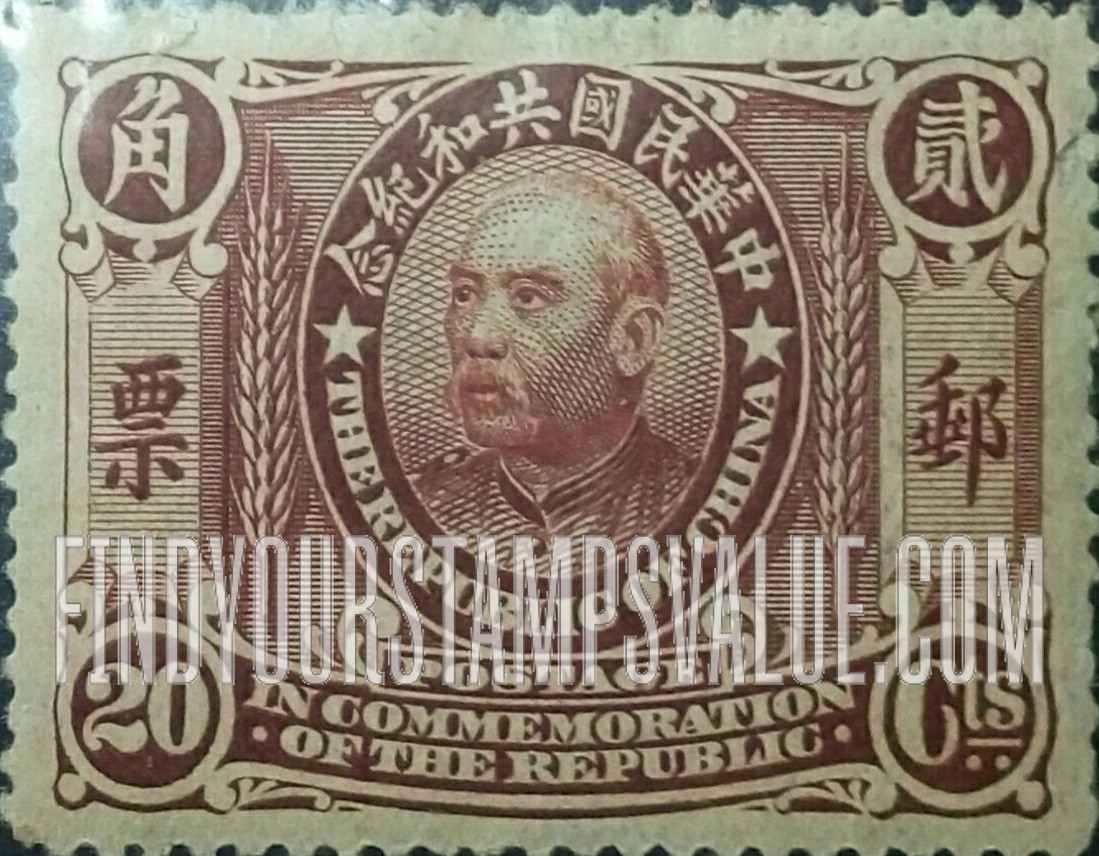 中華民國共和紀念
貳角
郵票
THE REPUBLIC OF CHINA
FINDYOURSTAMPSVALUE.COM
POSTAGE
IN COMMEMORATION
OF THE REPUBLIC
20 Cts